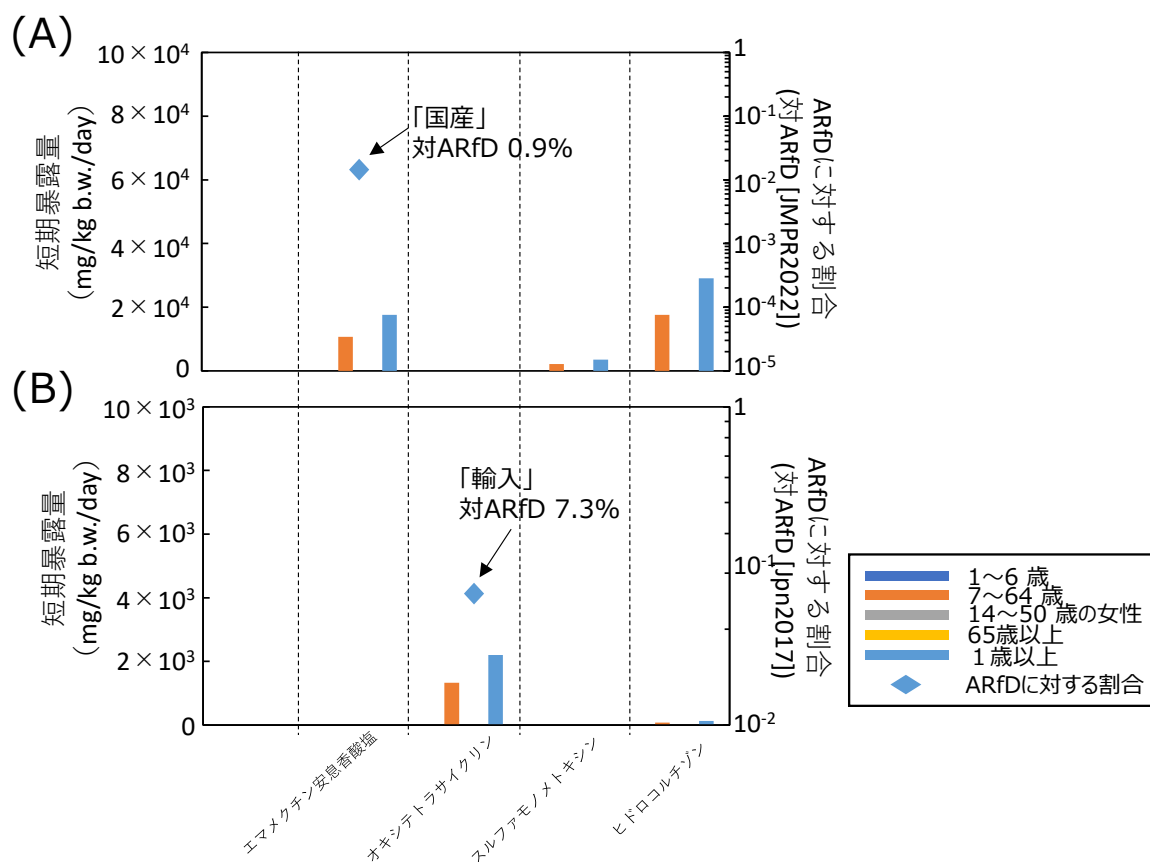 (A)
10×10⁴
8×10⁴
6×10⁴
4×10⁴
2×10⁴
0
短期暴露量
(mg/kg b.w./day)
「国産」
対ARfD 0.9%
1
10⁻¹
10⁻²
10⁻³
10⁻⁴
10⁻⁵
ARfDに対する割合
(対ARfD [JMPR2022])
(B)
10×10³
8×10³
6×10³
4×10³
2×10³
0
短期暴露量
(mg/kg b.w./day)
「輸入」
対ARfD 7.3%
1
10⁻¹
10⁻²
ARfDに対する割合
(対ARfD [Jpn2017])
エマメクチン安息香酸塩
オキシテトラサイクリン
スルファモノメトキシン
ヒドロコルチゾン
1~6 歳
7~64 歳
14~50 歳の女性
65歳以上
1歳以上
ARfDに対する割合